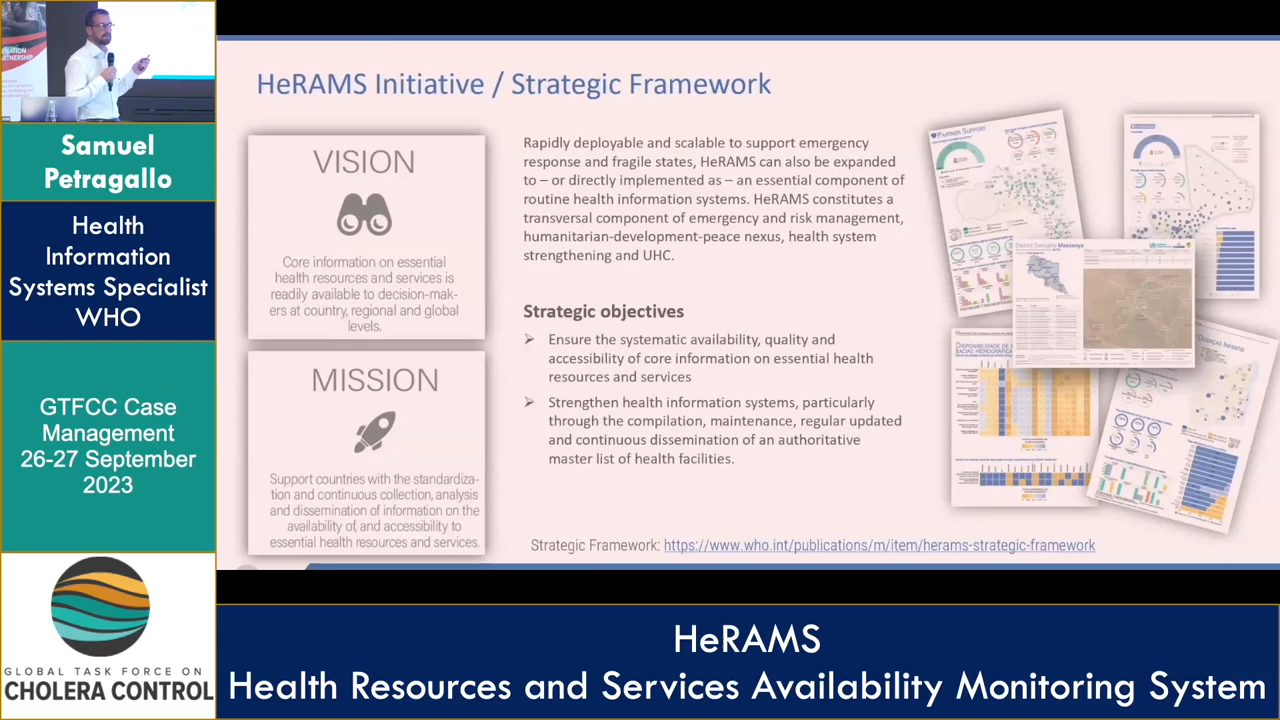 Samuel
Petragallo
Health
Information
Systems Specialist
WHO
GTFCC Case
Management
26-27 September
2023
GLOBAL TASK FORCE ON
CHOLERA CONTROL
HeRAMS Initiative / Strategic Framework
VISION
Core information on essential
health resources and services is
readily available to decision-mak-
ers at country, regional and global
levels.
MISSION
Support countries with the standardiza-
tion and continuous collection, analysis
and dissemination of information on the
availability of, and accessibility to
essential health resources and services.
Rapidly deployable and scalable to support emergency
response and fragile states, HeRAMS can also be expanded
to – or directly implemented as – an essential component of
routine health information systems. HeRAMS constitutes a
transversal component of emergency and risk management,
humanitarian-development-peace nexus, health system
strengthening and UHC.
Strategic objectives
➢ Ensure the systematic availability, quality and
accessibility of core information on essential health
resources and services
➢ Strengthen health information systems, particularly
through the compilation, maintenance, regular updated
and continuous dissemination of an authoritative
master list of health facilities.
PARTNER SUPPORT
Massenya
DISPONIBILIDADE DE
DOENÇAS INFANTIS
Strategic Framework: https://www.who.int/publications/m/item/herams-strategic-framework
HeRAMS
Health Resources and Services Availability Monitoring System